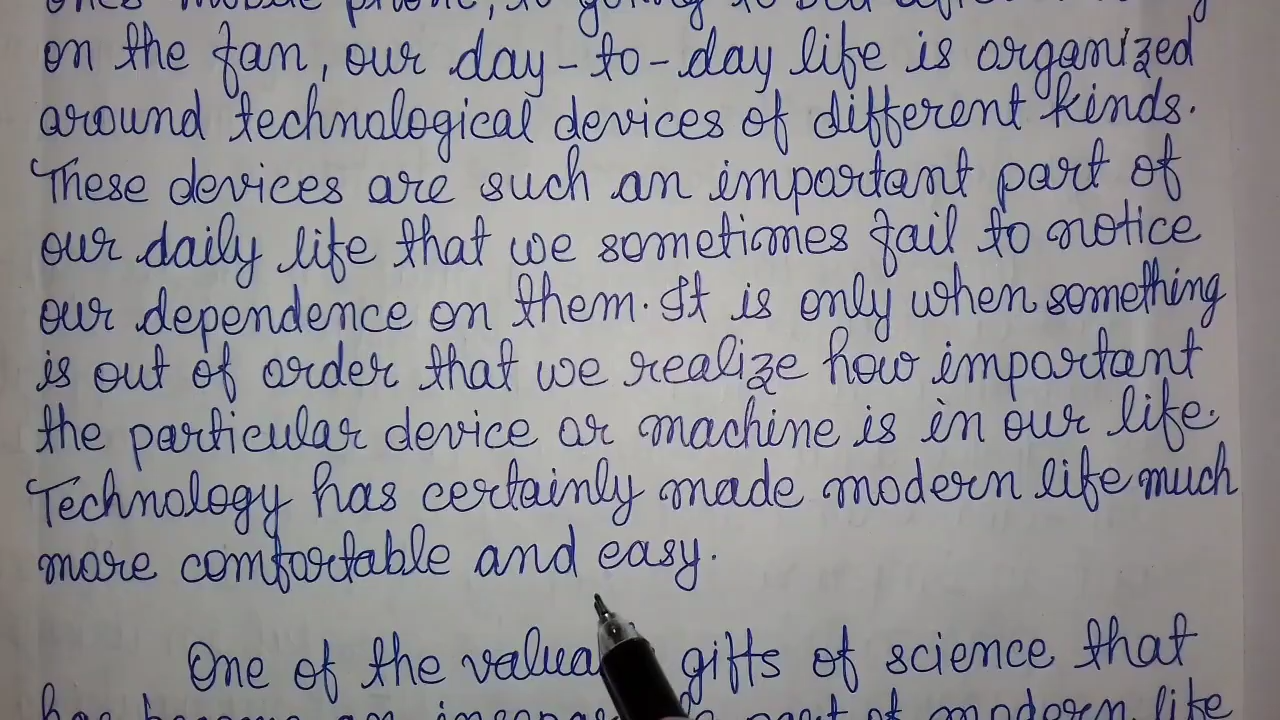 on the fan, our day-to-day life is organized
around technological devices of different kinds.
These devices are such an important part of
our daily life that we sometimes fail to notice
our dependence on them. It is only when something
is out of order that we realize how important
the particular device or machine is in our life.
Technology has certainly made modern life much
more comfortable and easy.
One of the gifts of science that
part of modern life